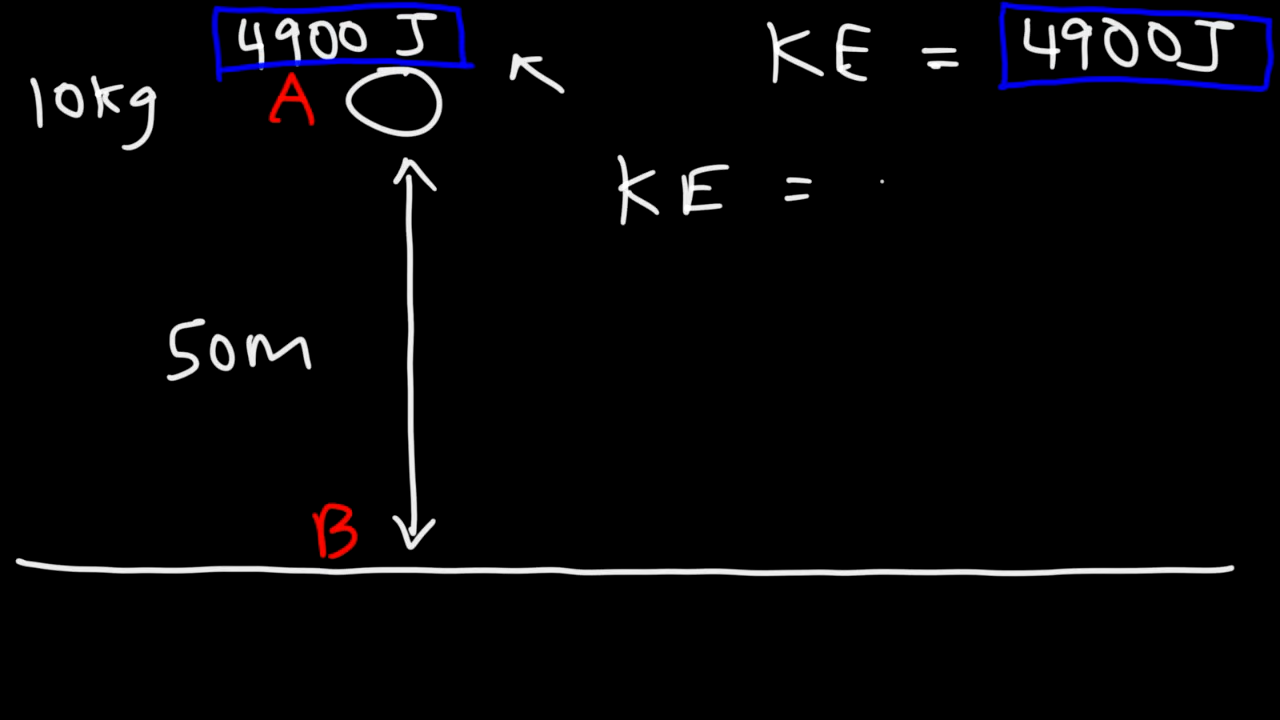 4900 J
KE = 4900J
10kg
A
KE =
50m
B